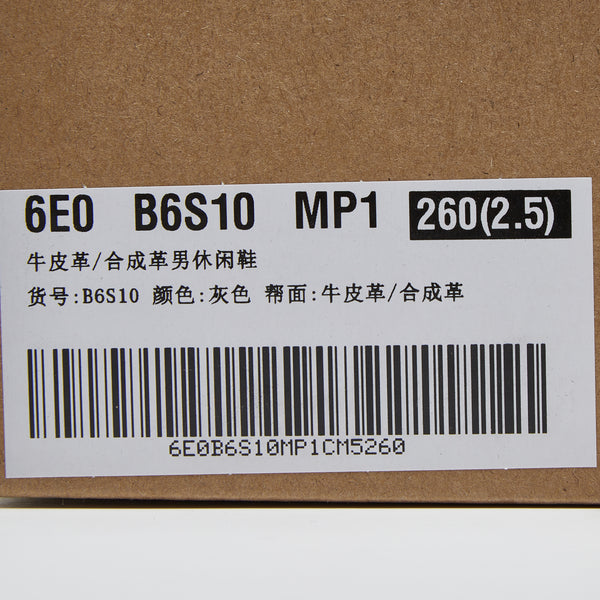 6E0 B6S10 MP1 260(2.5)
牛皮革/合成革男休闲鞋
货号:B6S10 颜色:灰色 帮面:牛皮革/合成革
6E0B6S10MP1CM5260